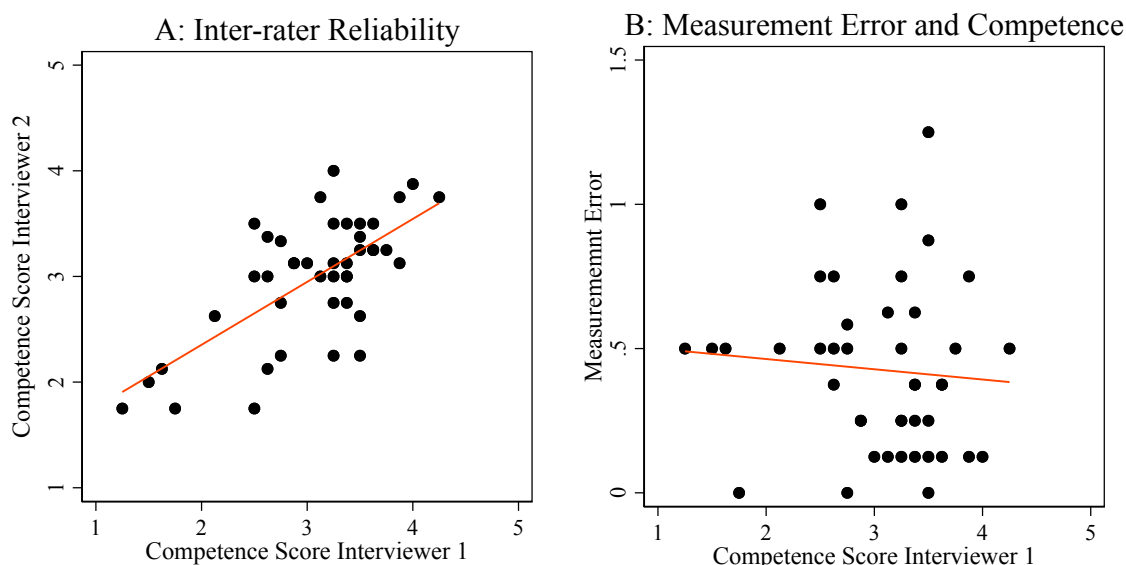 A: Inter-rater Reliability
Competence Score Interviewer 2
5
4
3
2
1
1 2 3 4 5
Competence Score Interviewer 1
B: Measurement Error and Competence
Measurememnt Error
1.5
1
.5
0
1 2 3 4 5
Competence Score Interviewer 1